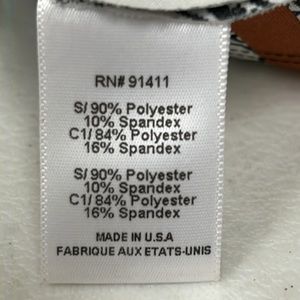 RN# 91411
S/ 90% Polyester
10% Spandex
C1/ 84% Polyester
16% Spandex
S/ 90% Polyester
10% Spandex
C1/ 84% Polyester
16% Spandex
MADE IN U.S.A
FABRIQUE AUX ETATS-UNIS